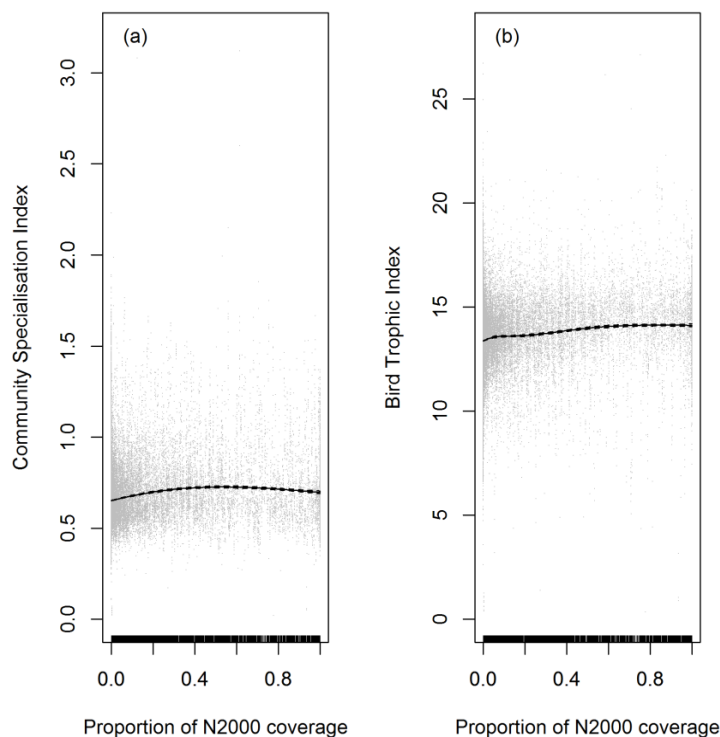 (a)
Community Specialisation Index
3.0
2.5
2.0
1.5
1.0
0.5
0.0
0.0 0.4 0.8
Proportion of N2000 coverage
(b)
Bird Trophic Index
25
20
15
10
5
0
0.0 0.4 0.8
Proportion of N2000 coverage